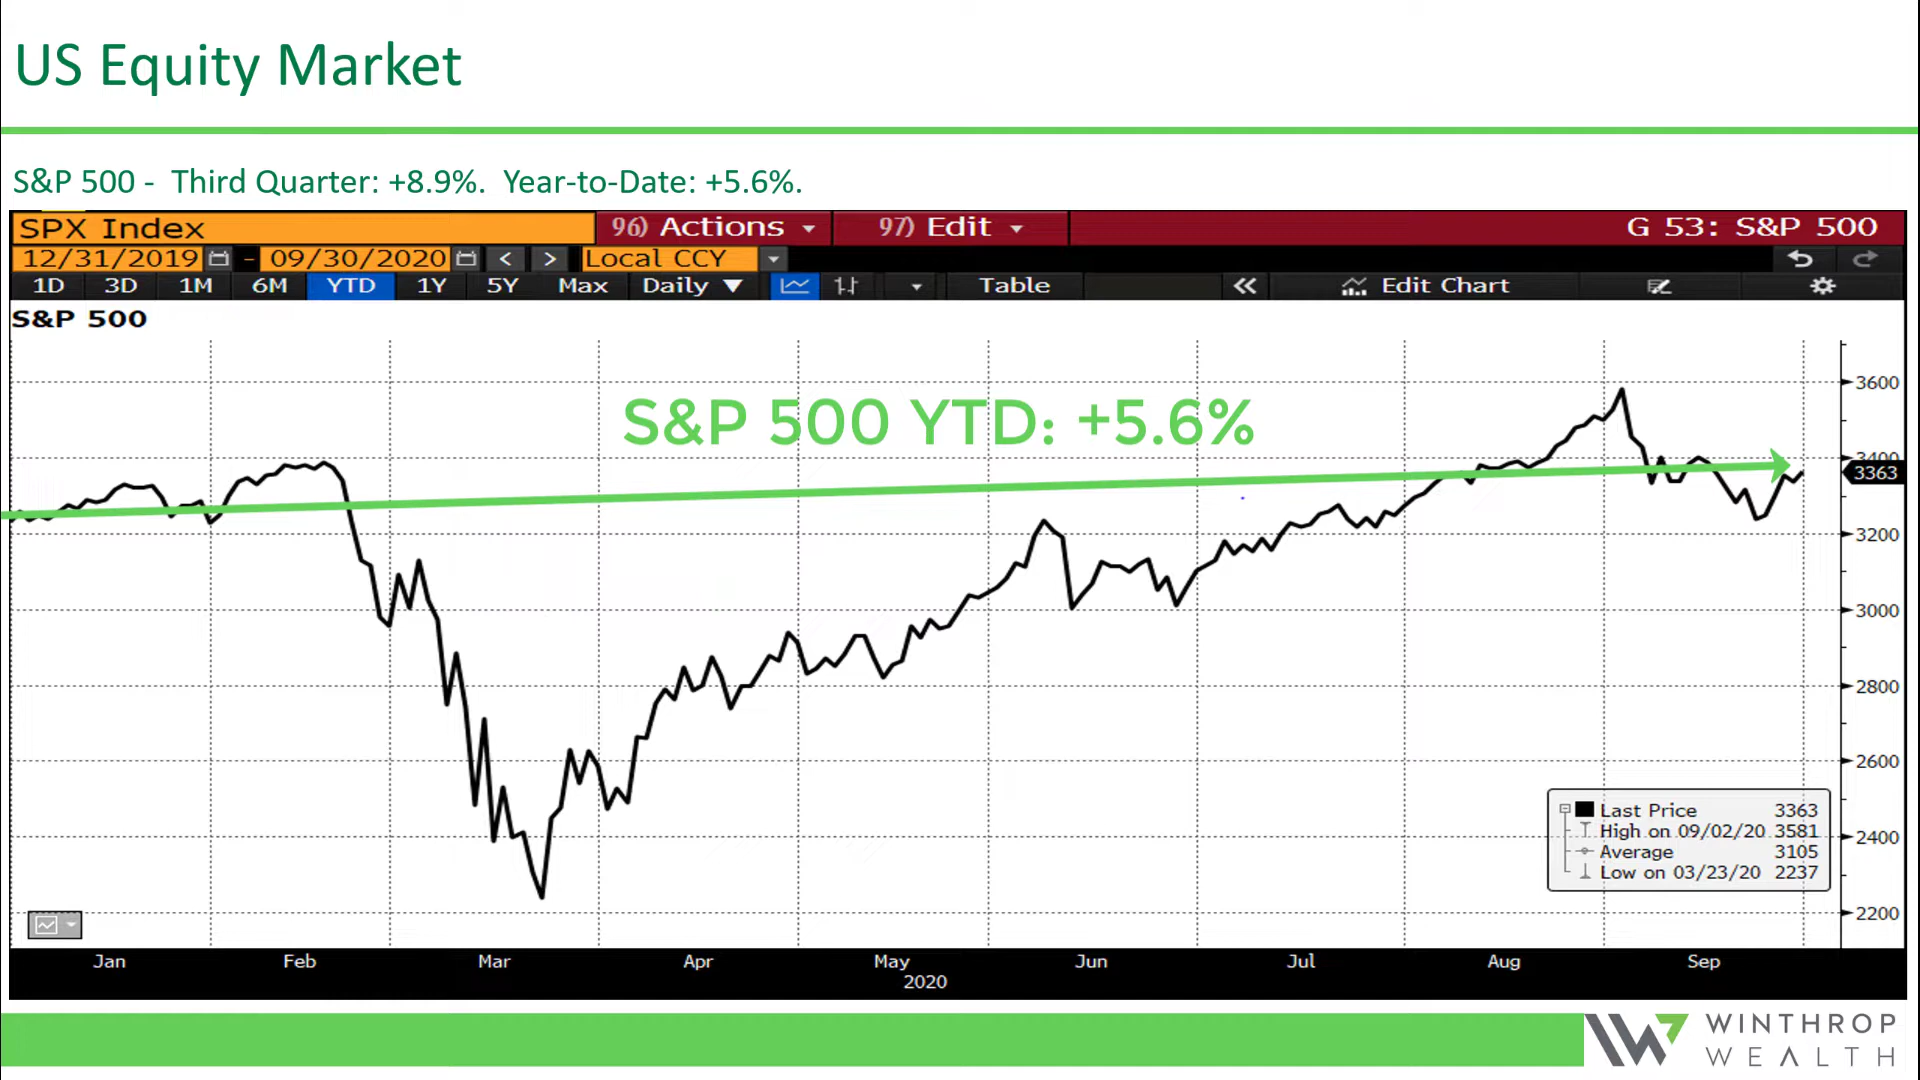 US Equity Market
S&P 500 - Third Quarter: +8.9%. Year-to-Date: +5.6%.
SPX Index 96) Actions 97) Edit G 53: S&P 500
12/31/2019 - 09/30/2020 < > Local CCY
1D 3D 1M 6M YTD 1Y 5Y Max Daily ▼ Table « Edit Chart
S&P 500
S&P 500 YTD: +5.6%
3600
3400
3363
3200
3000
2800
2600
2400
2200
Last Price 3363
High on 09/02/20 3581
Average 3105
Low on 03/23/20 2237
Jan Feb Mar Apr May Jun Jul Aug Sep
2020
WINTHROP
WEALTH